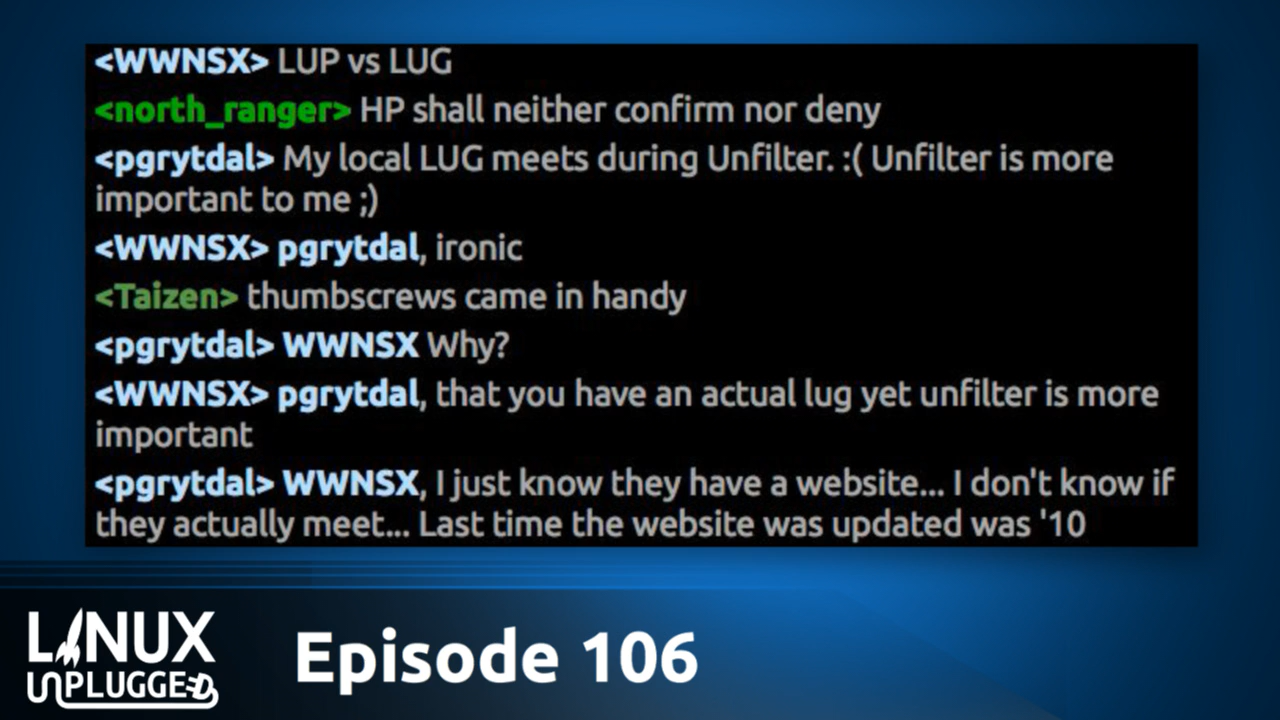 <WWNSX> LUP vs LUG
<north_ranger> HP shall neither confirm nor deny
<pgrytdal> My local LUG meets during Unfilter. :( Unfilter is more
important to me ;)
<WWNSX> pgrytdal, ironic
<Taizen> thumbscrews came in handy
<pgrytdal> WWNSX Why?
<WWNSX> pgrytdal, that you have an actual lug yet unfilter is more
important
<pgrytdal> WWNSX, I just know they have a website... I don't know if
they actually meet... Last time the website was updated was '10
LINUX
UNPLUGGED
Episode 106